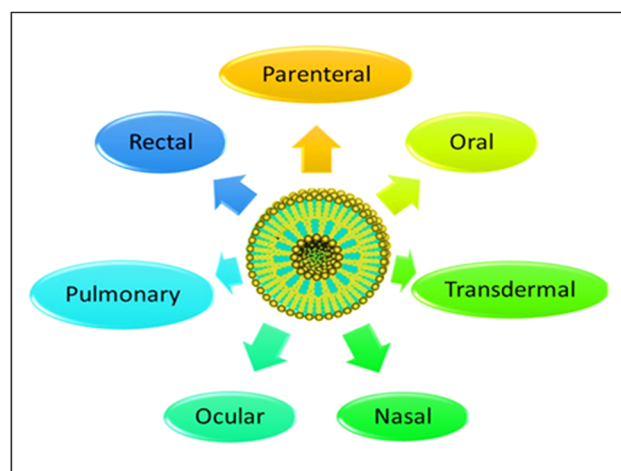 Parenteral
Rectal
Oral
Pulmonary
Transdermal
Ocular
Nasal